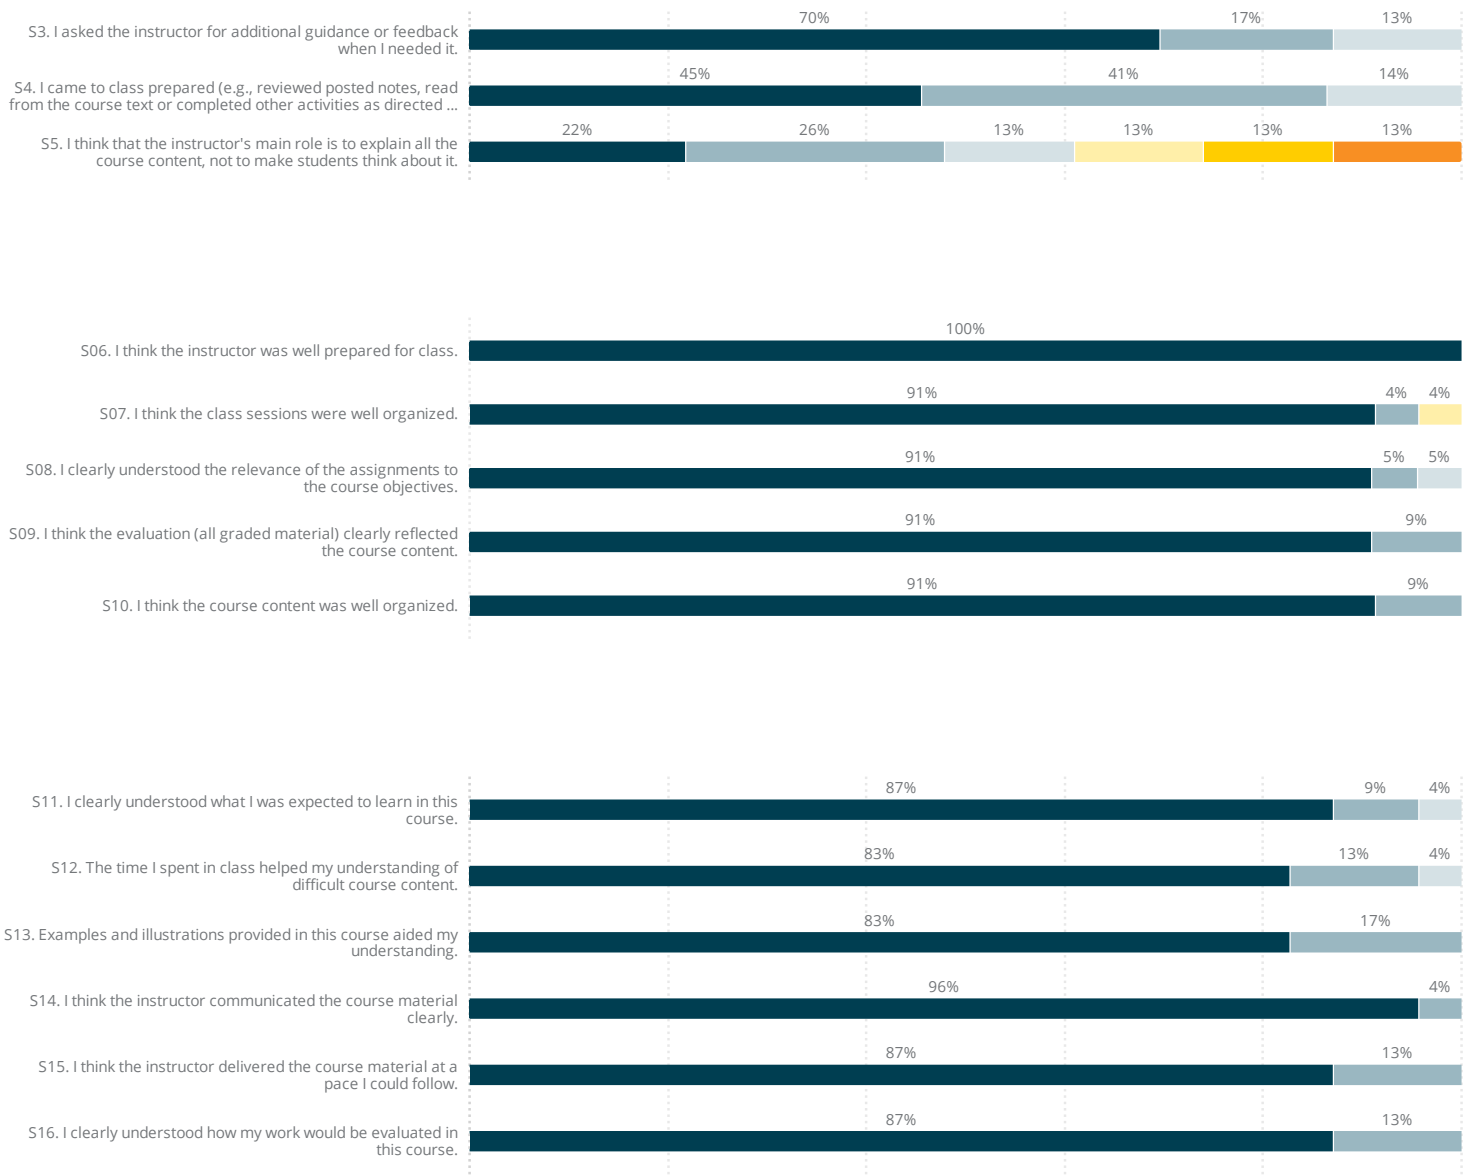 70% 17% 13%
S3. I asked the instructor for additional guidance or feedback
when I needed it.
45% 41% 14%
S4. I came to class prepared (e.g., reviewed posted notes, read
from the course text or completed other activities as directed ...
22% 26% 13% 13% 13% 13%
S5. I think that the instructor's main role is to explain all the
course content, not to make students think about it.
100%
S06. I think the instructor was well prepared for class.
91% 4% 4%
S07. I think the class sessions were well organized.
91% 5% 5%
S08. I clearly understood the relevance of the assignments to
the course objectives.
91% 9%
S09. I think the evaluation (all graded material) clearly reflected
the course content.
91% 9%
S10. I think the course content was well organized.
87% 9% 4%
S11. I clearly understood what I was expected to learn in this
course.
83% 13% 4%
S12. The time I spent in class helped my understanding of
difficult course content.
83% 17%
S13. Examples and illustrations provided in this course aided my
understanding.
96% 4%
S14. I think the instructor communicated the course material
clearly.
87% 13%
S15. I think the instructor delivered the course material at a
pace I could follow.
87% 13%
S16. I clearly understood how my work would be evaluated in
this course.